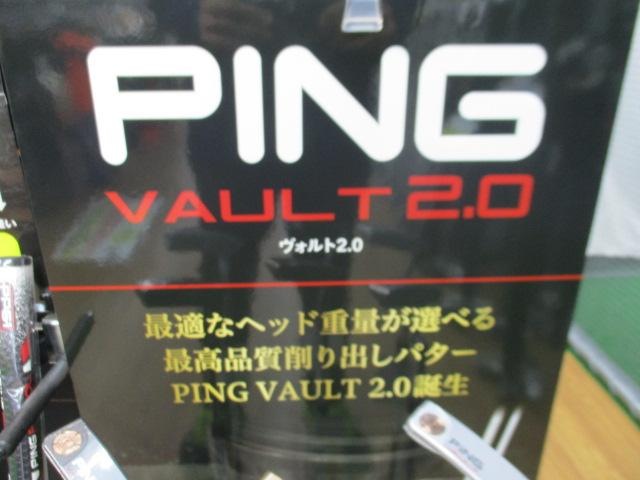 PING
VAULT 2.0
ヴォルト2.0
最適なヘッド重量が選べる
最高品質削り出しパター
PING VAULT 2.0誕生
PING